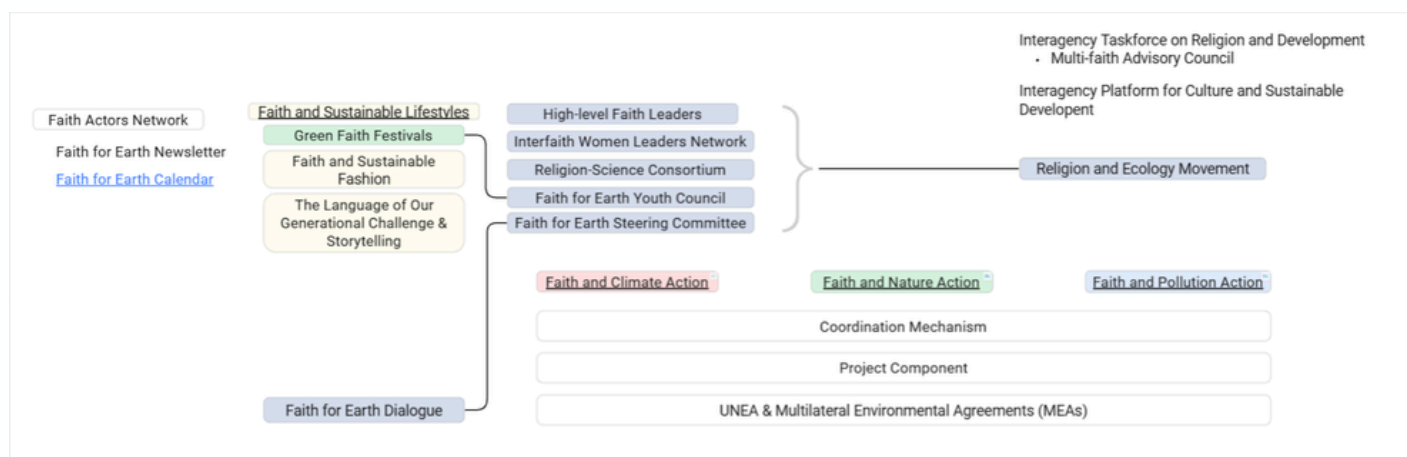 Interagency Taskforce on Religion and Development
• Multi-faith Advisory Council
Interagency Platform for Culture and Sustainable
Developent
Faith Actors Network
Faith for Earth Newsletter
Faith for Earth Calendar
Faith and Sustainable Lifestyles
Green Faith Festivals
Faith and Sustainable
Fashion
The Language of Our
Generational Challenge &
Storytelling
High-level Faith Leaders
Interfaith Women Leaders Network
Religion-Science Consortium
Faith for Earth Youth Council
Faith for Earth Steering Committee
Religion and Ecology Movement
Faith and Climate Action
Faith and Nature Action
Faith and Pollution Action
Coordination Mechanism
Project Component
Faith for Earth Dialogue
UNEA & Multilateral Environmental Agreements (MEAs)